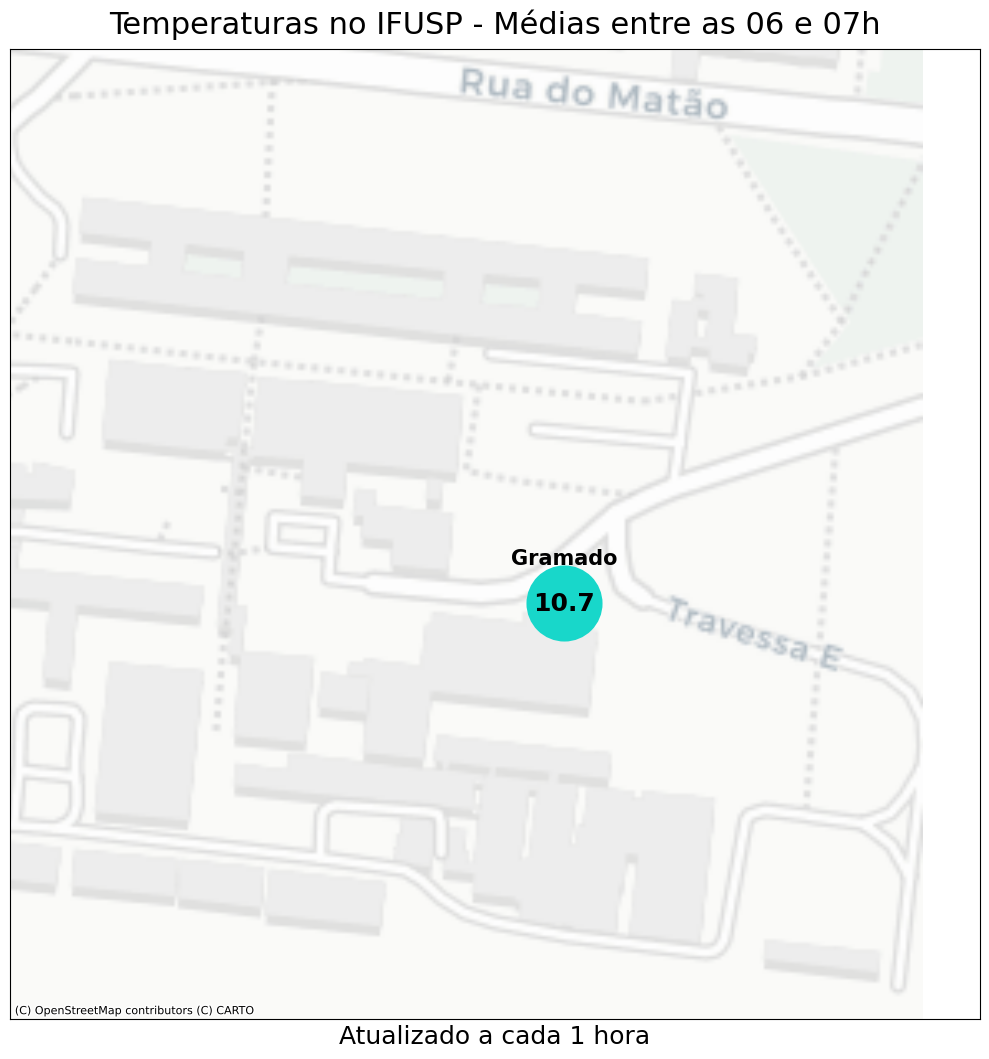 Temperaturas no IFUSP - Médias entre as 06 e 07h
Rua do Matão
Gramado
10.7
Travessa E
(C) OpenStreetMap contributors (C) CARTO
Atualizado a cada 1 hora